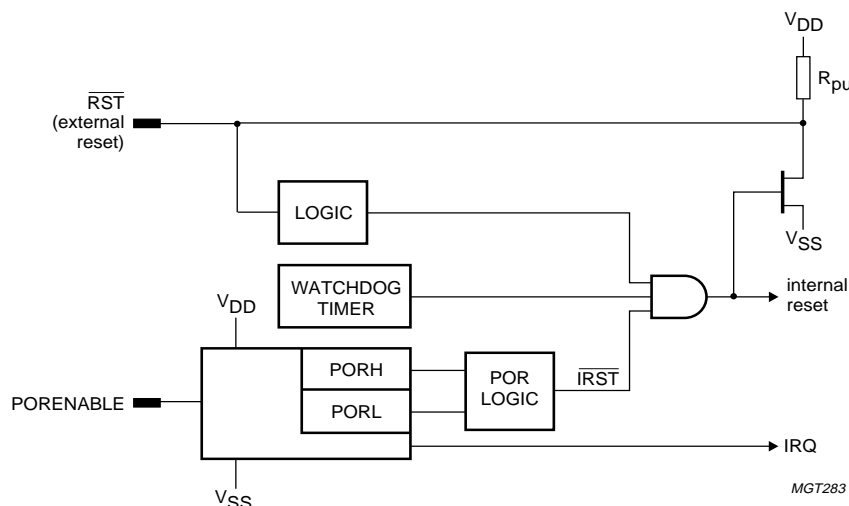 VDD
Rpu
RST
(external
reset)
LOGIC
VSS
WATCHDOG
TIMER
internal
reset
VDD
PORH
PORL
POR
LOGIC
IRST
PORENABLE
IRQ
VSS
MGT283